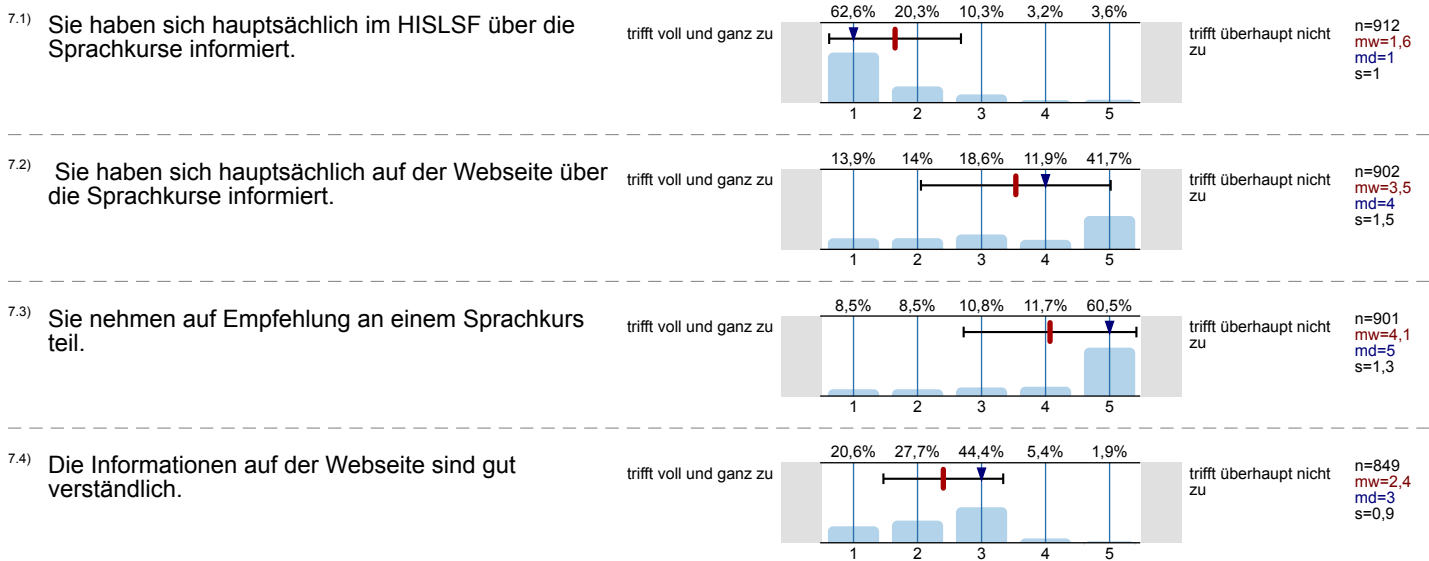 7.1) Sie haben sich hauptsächlich im HISLSF über die
Sprachkurse informiert.
trifft voll und ganz zu
62,6% 20,3% 10,3% 3,2% 3,6%
1 2 3 4 5
trifft überhaupt nicht
zu
n=912
mw=1,6
md=1
s=1
7.2) Sie haben sich hauptsächlich auf der Webseite über
die Sprachkurse informiert.
trifft voll und ganz zu
13,9% 14% 18,6% 11,9% 41,7%
1 2 3 4 5
trifft überhaupt nicht
zu
n=902
mw=3,5
md=4
s=1,5
7.3) Sie nehmen auf Empfehlung an einem Sprachkurs
teil.
trifft voll und ganz zu
8,5% 8,5% 10,8% 11,7% 60,5%
1 2 3 4 5
trifft überhaupt nicht
zu
n=901
mw=4,1
md=5
s=1,3
7.4) Die Informationen auf der Webseite sind gut
verständlich.
trifft voll und ganz zu
20,6% 27,7% 44,4% 5,4% 1,9%
1 2 3 4 5
trifft überhaupt nicht
zu
n=849
mw=2,4
md=3
s=0,9